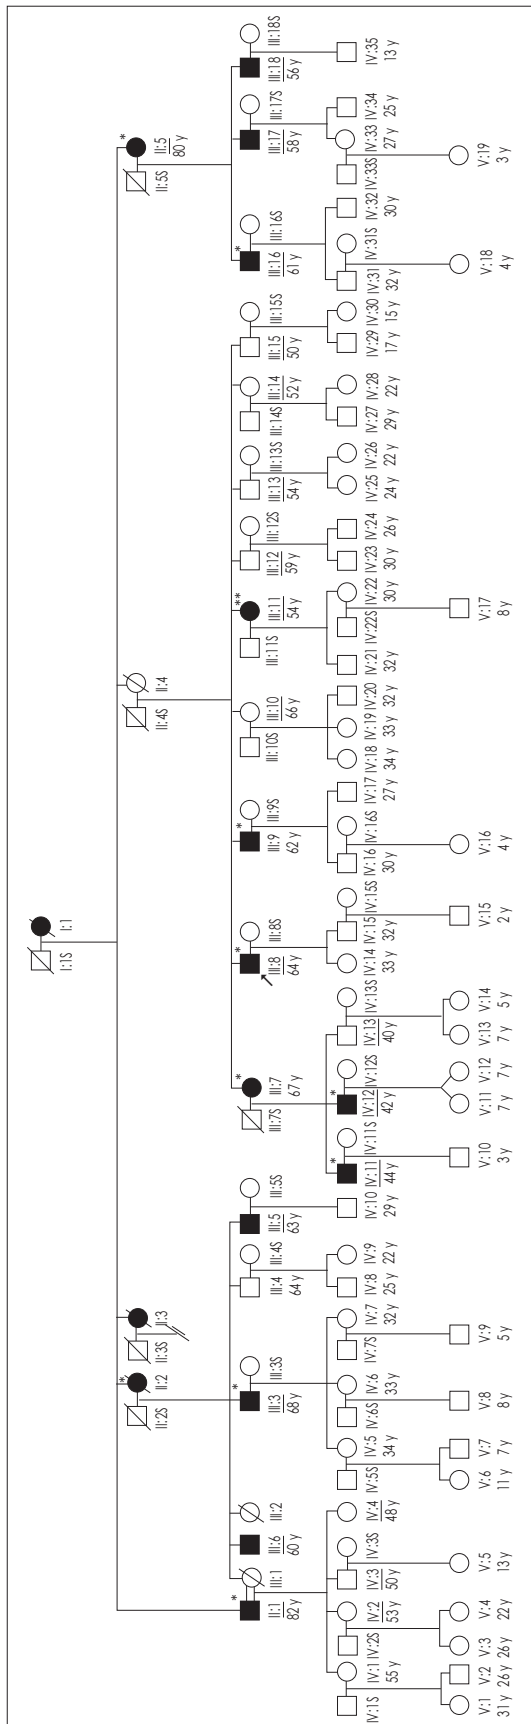 I:1S I:1
* * *
II:2S II:2 II:3S II:3 II:4S II:4 II:5S II:5
80 y
* * * * * ** *
II:1 III:1 III:6 III:2 III:3 III:3S III:4 III:4S III:5 III:5S III:7S III:7 III:8 III:8S III:9 III:9S III:10S III:10 III:11S III:11 III:12 III:12S III:13 III:13S III:14S III:14 III:15 III:15S III:16 III:16S III:17 III:17S III:18 III:18S
82 y 60 y 68 y 64 y 63 y 67 y 64 y 62 y 66 y 54 y 59 y 54 y 52 y 50 y 61 y 58 y 56 y
* *
IV:1S IV:1 IV:2S IV:2 IV:3 IV:3S IV:4 IV:5S IV:5 IV:6S IV:6 IV:7S IV:7 IV:8 IV:9 IV:10 IV:11 IV:11S IV:12 IV:12S IV:13 IV:13S IV:14 IV:15 IV:15S IV:16 IV:16S IV:17 IV:18 IV:19 IV:20 IV:21 IV:22S IV:22 IV:23 IV:24 IV:25 IV:26 IV:27 IV:28 IV:29 IV:30 IV:31 IV:31S IV:32 IV:33S IV:33 IV:34 IV:35
55 y 53 y 50 y 48 y 34 y 33 y 32 y 25 y 22 y 29 y 44 y 42 y 40 y 33 y 32 y 30 y 27 y 34 y 33 y 32 y 32 y 30 y 30 y 26 y 24 y 22 y 29 y 22 y 17 y 15 y 32 y 30 y 27 y 25 y 13 y
V:1 V:2 V:3 V:4 V:5 V:6 V:7 V:8 V:9 V:10 V:11 V:12 V:13 V:14 V:15 V:16 V:17 V:18 V:19
31 y 26 y 26 y 22 y 13 y 11 y 7 y 8 y 5 y 3 y 7 y 7 y 7 y 5 y 2 y 4 y 8 y 4 y 3 y